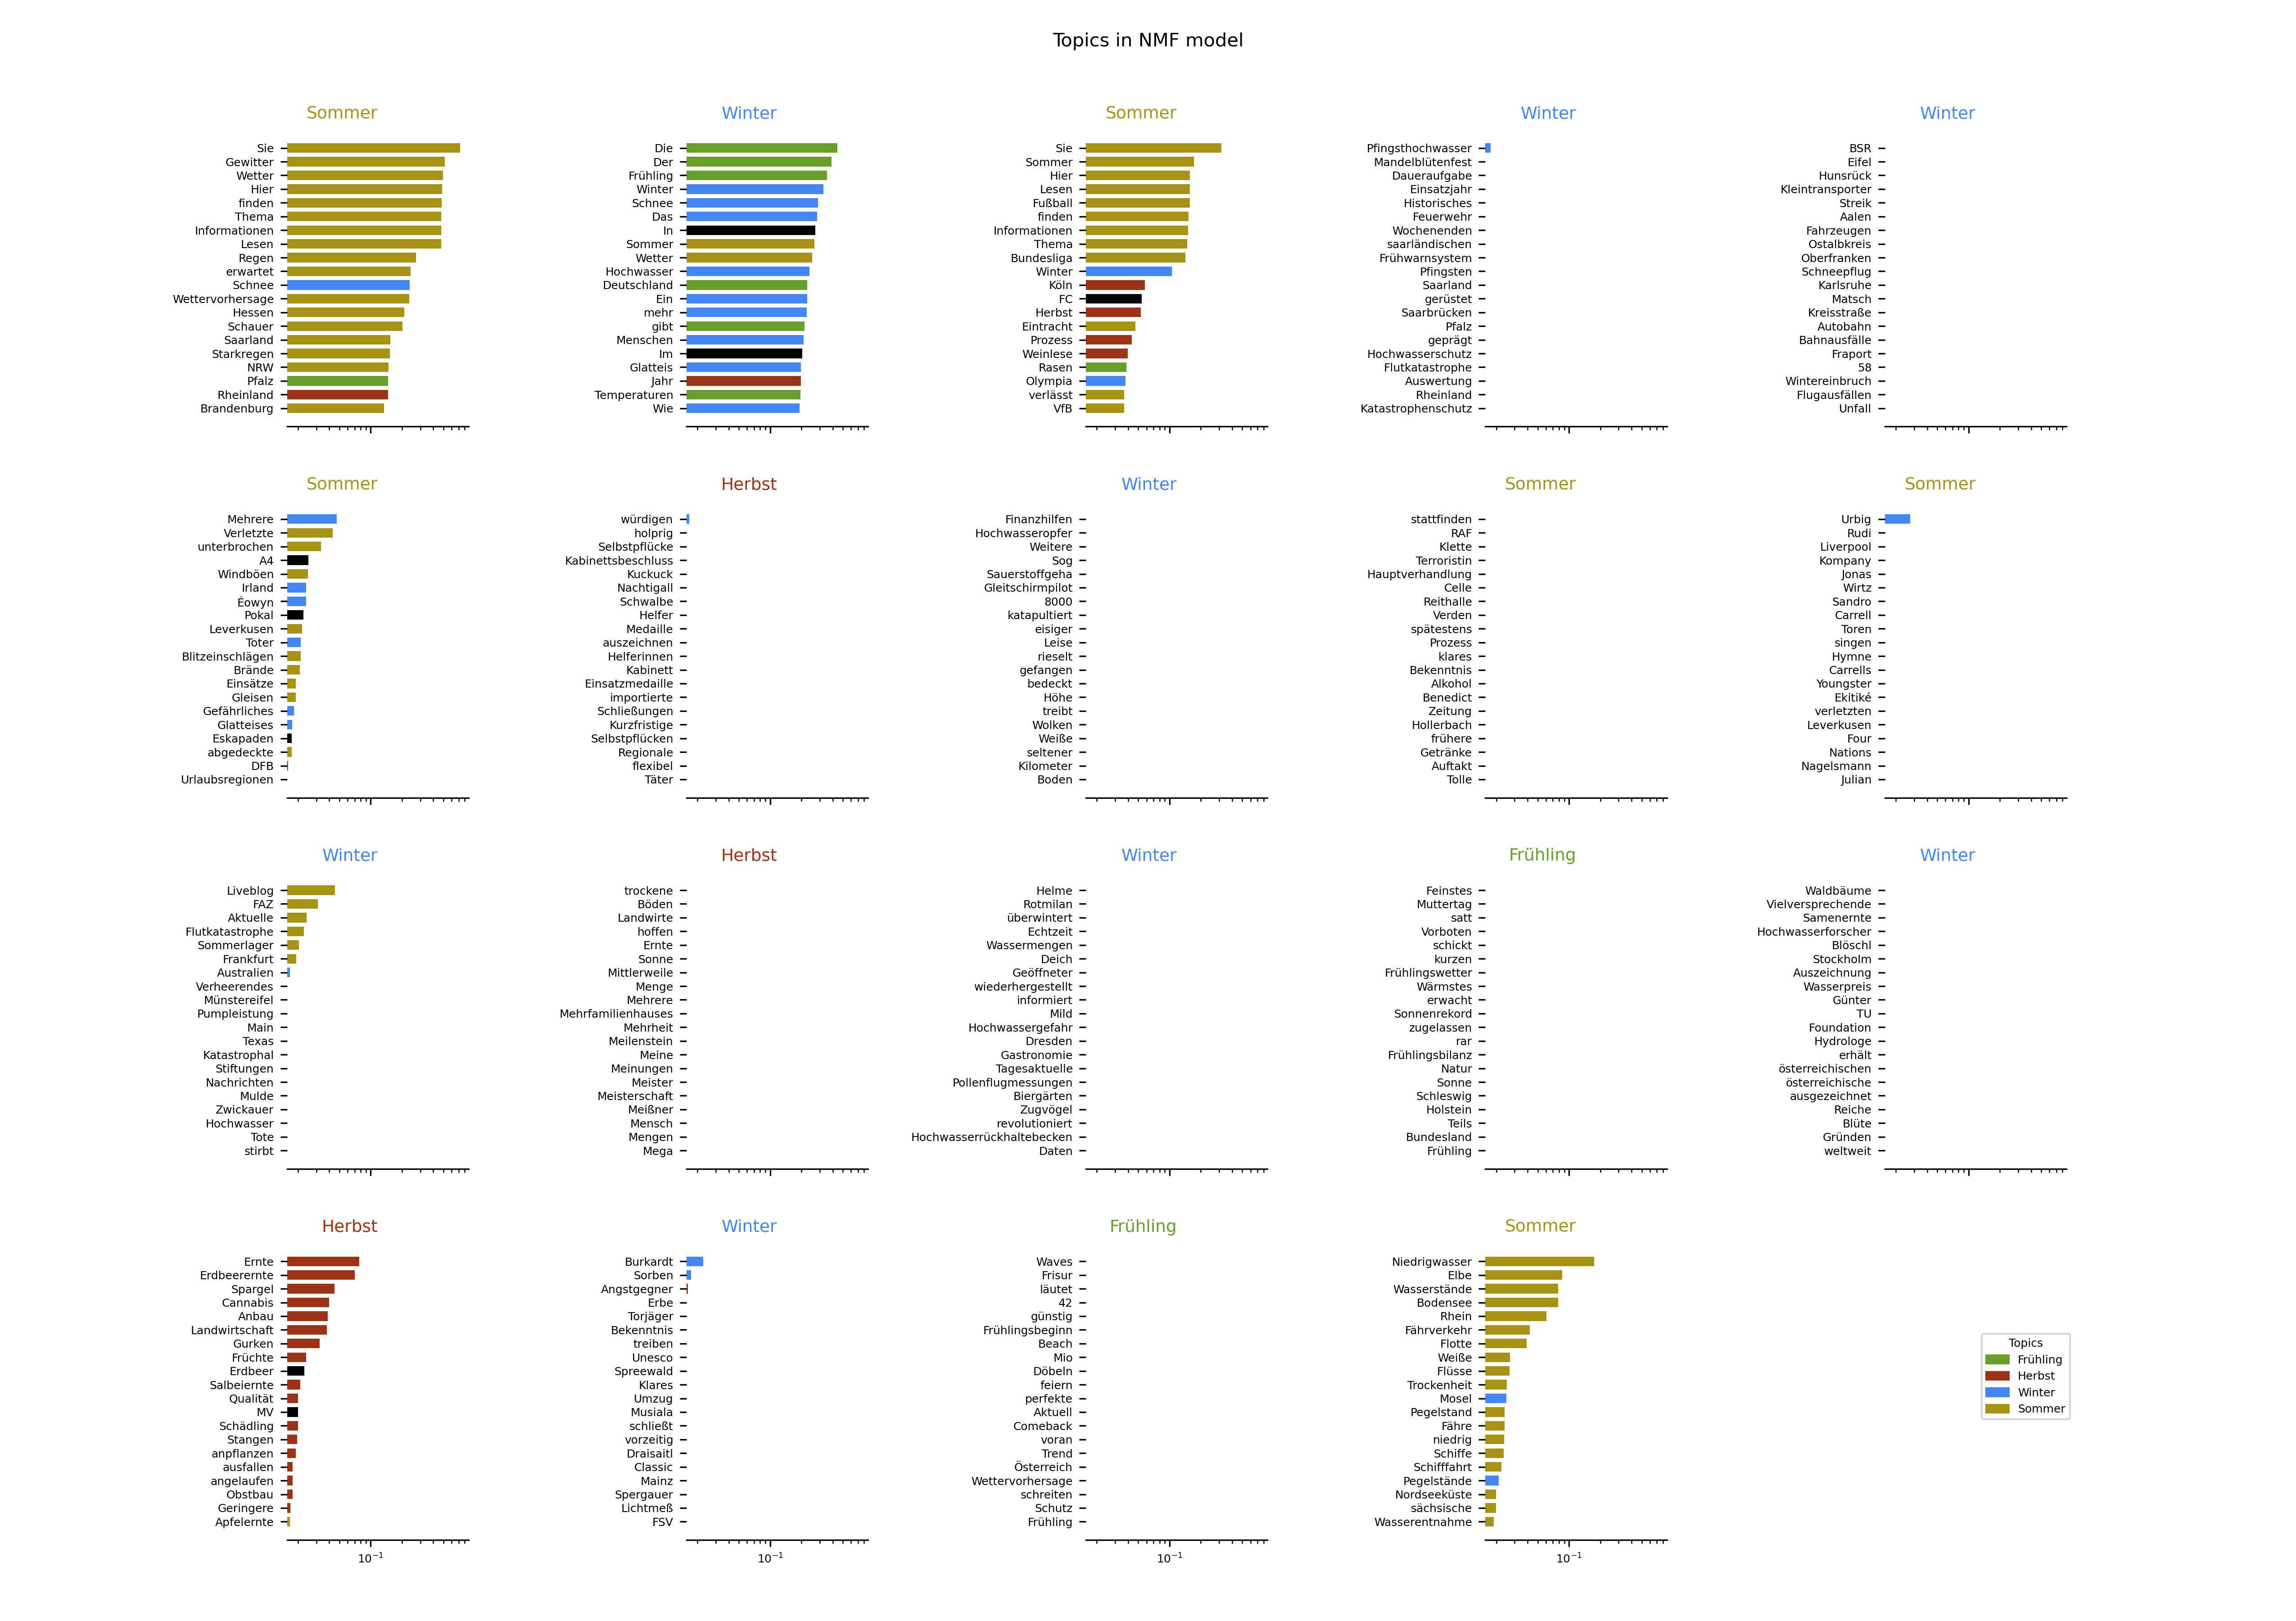 Topics in NMF model
Sommer
Sie
Gewitter
Wetter
Hier
finden
Thema
Informationen
Lesen
Regen
erwartet
Schnee
Wettervorhersage
Hessen
Schauer
Saarland
Starkregen
NRW
Pfalz
Rheinland
Brandenburg
Winter
Die
Der
Frühling
Winter
Schnee
Das
In
Sommer
Wetter
Hochwasser
Deutschland
Ein
mehr
gibt
Menschen
Im
Glatteis
Jahr
Temperaturen
Wie
Sommer
Sie
Sommer
Hier
Lesen
Fußball
finden
Informationen
Thema
Bundesliga
Winter
Köln
FC
Herbst
Eintracht
Prozess
Weinlese
Rasen
Olympia
verlässt
VfB
Winter
Pfingsthochwasser
Mandelblütenfest
Daueraufgabe
Einsatzjahr
Historisches
Feuerwehr
Wochenenden
saarländischen
Frühwarnsystem
Pfingsten
Saarland
gerüstet
Saarbrücken
Pfalz
geprägt
Hochwasserschutz
Flutkatastrophe
Auswertung
Rheinland
Katastrophenschutz
Winter
BSR
Eifel
Hunsrück
Kleintransporter
Streik
Aalen
Fahrzeugen
Ostalbkreis
Oberfranken
Schneepflug
Karlsruhe
Matsch
Kreisstraße
Autobahn
Bahnausfälle
Fraport
58
Wintereinbruch
Flugausfällen
Unfall
Sommer
Mehrere
Verletzte
unterbrochen
A4
Windböen
Irland
Éowyn
Pokal
Leverkusen
Toter
Blitzeinschlägen
Brände
Einsätze
Gleisen
Gefährliches
Glatteises
Eskapaden
abgedeckte
DFB
Urlaubsregionen
Herbst
würdigen
holprig
Selbstpflücke
Kabinettsbeschluss
Kuckuck
Nachtigall
Schwalbe
Helfer
Medaille
auszeichnen
Helferinnen
Kabinett
Einsatzmedaille
importierte
Schließungen
Kurzfristige
Selbstpflücken
Regionale
flexibel
Täter
Winter
Finanzhilfen
Hochwasseropfer
Weitere
Sog
Sauerstoffgeha
Gleitschirmpilot
8000
katapultiert
eisiger
Leise
rieselt
gefangen
bedeckt
Höhe
treibt
Wolken
Weiße
seltener
Kilometer
Boden
Sommer
stattfinden
RAF
Klette
Terroristin
Hauptverhandlung
Celle
Reithalle
Verden
spätestens
Prozess
klares
Bekenntnis
Alkohol
Benedict
Zeitung
Hollerbach
frühere
Getränke
Auftakt
Tolle
Sommer
Urbig
Rudi
Liverpool
Kompany
Jonas
Wirtz
Sandro
Carrell
Toren
singen
Hymne
Carrells
Youngster
Ekitiké
verletzten
Leverkusen
Four
Nations
Nagelsmann
Julian
Winter
Liveblog
FAZ
Aktuelle
Flutkatastrophe
Sommerlager
Frankfurt
Australien
Verheerendes
Münstereifel
Pumpleistung
Main
Texas
Katastrophal
Stiftungen
Nachrichten
Mulde
Zwickauer
Hochwasser
Tote
stirbt
Herbst
trockene
Böden
Landwirte
hoffen
Ernte
Sonne
Mittlerweile
Menge
Mehrere
Mehrfamilienhauses
Mehrheit
Meilenstein
Meine
Meinungen
Meister
Meisterschaft
Meißner
Mensch
Mengen
Mega
Winter
Helme
Rotmilan
überwintert
Echtzeit
Wassermengen
Deich
Geöffneter
wiederhergestellt
informiert
Mild
Hochwassergefahr
Dresden
Gastronomie
Tagesaktuelle
Pollenflugmessungen
Biergärten
Zugvögel
revolutioniert
Hochwasserrückhaltebecken
Daten
Frühling
Feinstes
Muttertag
satt
Vorboten
schickt
kurzen
Frühlingswetter
Wärmstes
erwacht
Sonnenrekord
zugelassen
rar
Frühlingsbilanz
Natur
Sonne
Schleswig
Holstein
Teils
Bundesland
Frühling
Winter
Waldbäume
Vielversprechende
Samenernte
Hochwasserforscher
Blöschl
Stockholm
Auszeichnung
Wasserpreis
Günter
TU
Foundation
Hydrologe
erhält
österreichischen
österreichische
ausgezeichnet
Reiche
Blüte
Gründen
weltweit
Herbst
Ernte
Erdbeerernte
Spargel
Cannabis
Anbau
Landwirtschaft
Gurken
Früchte
Erdbeer
Salbeiernte
Qualität
MV
Schädling
Stangen
anpflanzen
ausfallen
angelaufen
Obstbau
Geringere
Apfelernte
10⁻¹
Winter
Burkardt
Sorben
Angstgegner
Erbe
Torjäger
Bekenntnis
treiben
Unesco
Spreewald
Klares
Umzug
Musiala
schließt
vorzeitig
Draisaitl
Classic
Mainz
Spergauer
Lichtmeß
FSV
10⁻¹
Frühling
Waves
Frisur
läutet
42
günstig
Frühlingsbeginn
Beach
Mio
Döbeln
feiern
perfekte
Aktuell
Comeback
voran
Trend
Österreich
Wettervorhersage
schreiten
Schutz
Frühling
10⁻¹
Sommer
Niedrigwasser
Elbe
Wasserstände
Bodensee
Rhein
Fährverkehr
Flotte
Weiße
Flüsse
Trockenheit
Mosel
Pegelstand
Fähre
niedrig
Schiffe
Schifffahrt
Pegelstände
Nordseeküste
sächsische
Wasserentnahme
10⁻¹
Topics
Frühling
Herbst
Winter
Sommer